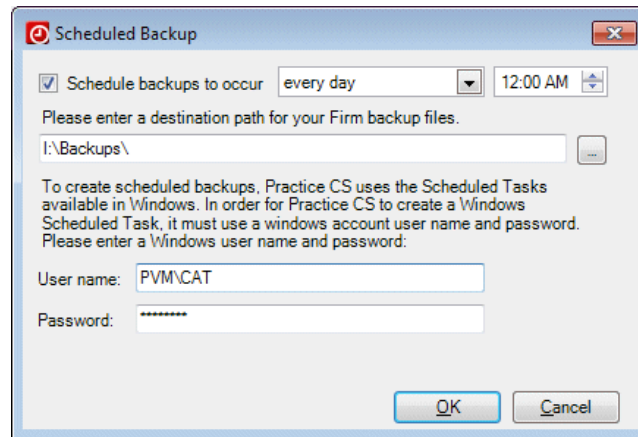 Scheduled Backup
Schedule backups to occur every day 12:00 AM
Please enter a destination path for your Firm backup files.
I:\Backups\
...
To create scheduled backups, Practice CS uses the Scheduled Tasks
available in Windows. In order for Practice CS to create a Windows
Scheduled Task, it must use a windows account user name and password.
Please enter a Windows user name and password:
User name: PVM\CAT
Password: ********
OK Cancel